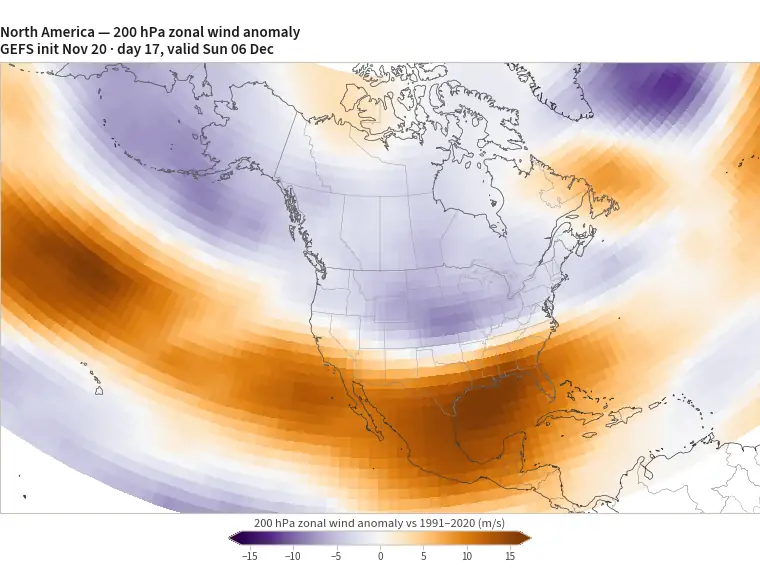 North America — 200 hPa zonal wind anomaly
GEFS init Nov 20 · day 17, valid Sun 06 Dec
200 hPa zonal wind anomaly vs 1991–2020 (m/s)
−15 −10 −5 0 5 10 15